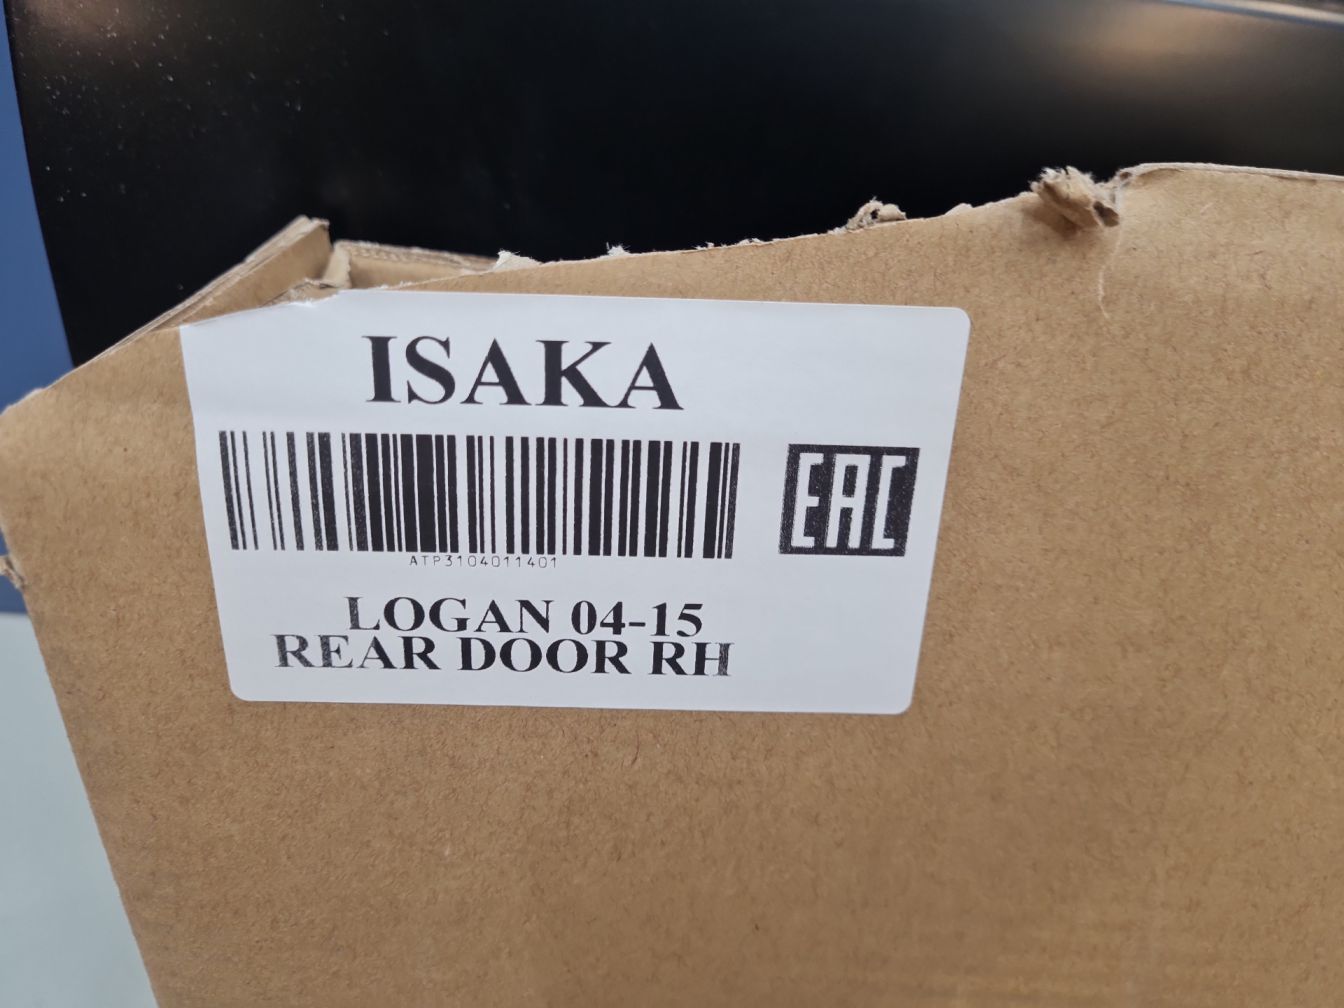 ISAKA
EAC
ATP3104011401
LOGAN 04-15
REAR DOOR RH